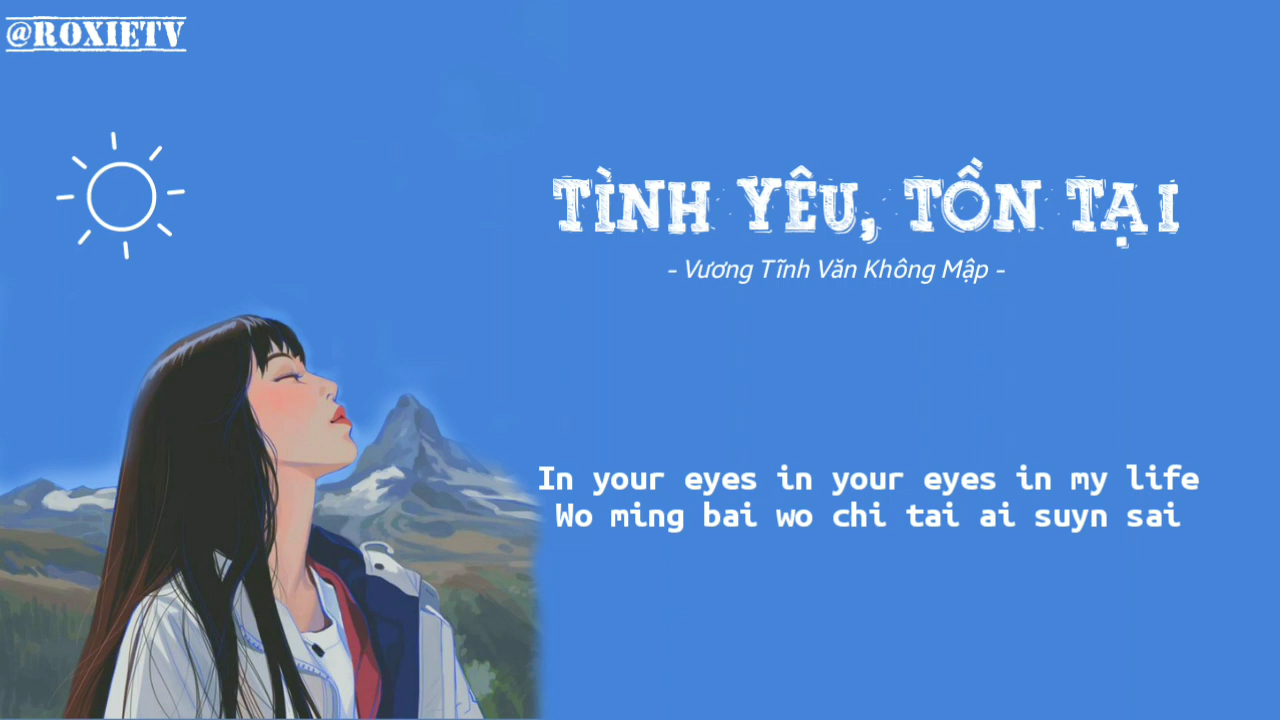 @ROXIETV
TÌNH YÊU, TỒN TẠI
- Vương Tĩnh Văn Không Mập -
In your eyes in your eyes in my life
Wo ming bai wo chi tai ai suyn sai